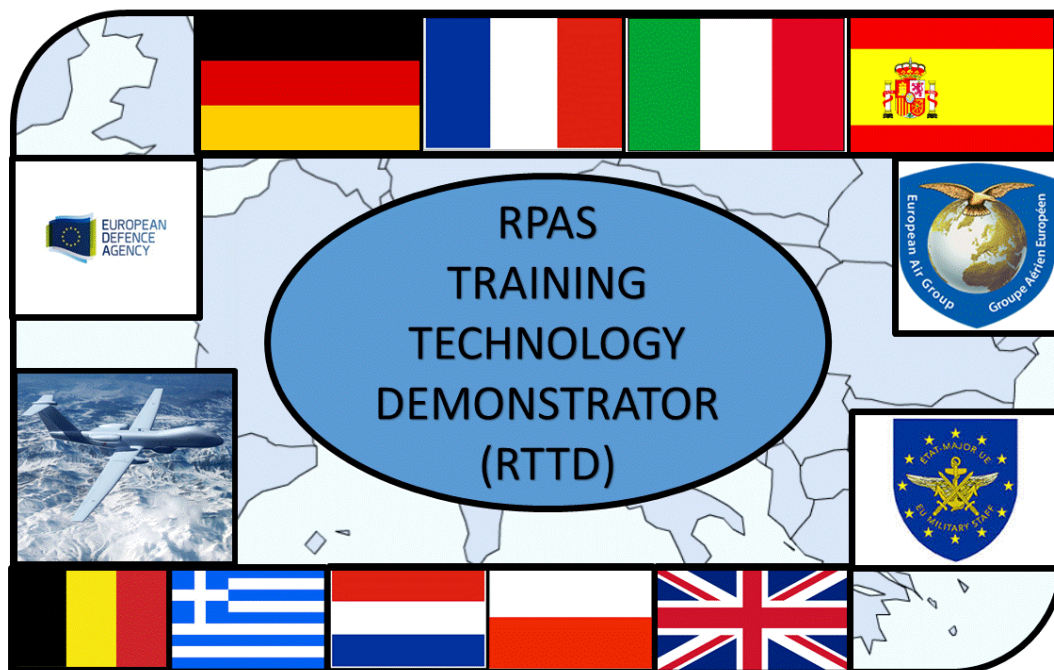 EUROPEAN
DEFENCE
AGENCY
RPAS
TRAINING
TECHNOLOGY
DEMONSTRATOR
(RTTD)
European Air Group
Groupe Aérien Européen
ÉTAT-MAJOR UE
EU MILITARY STAFF